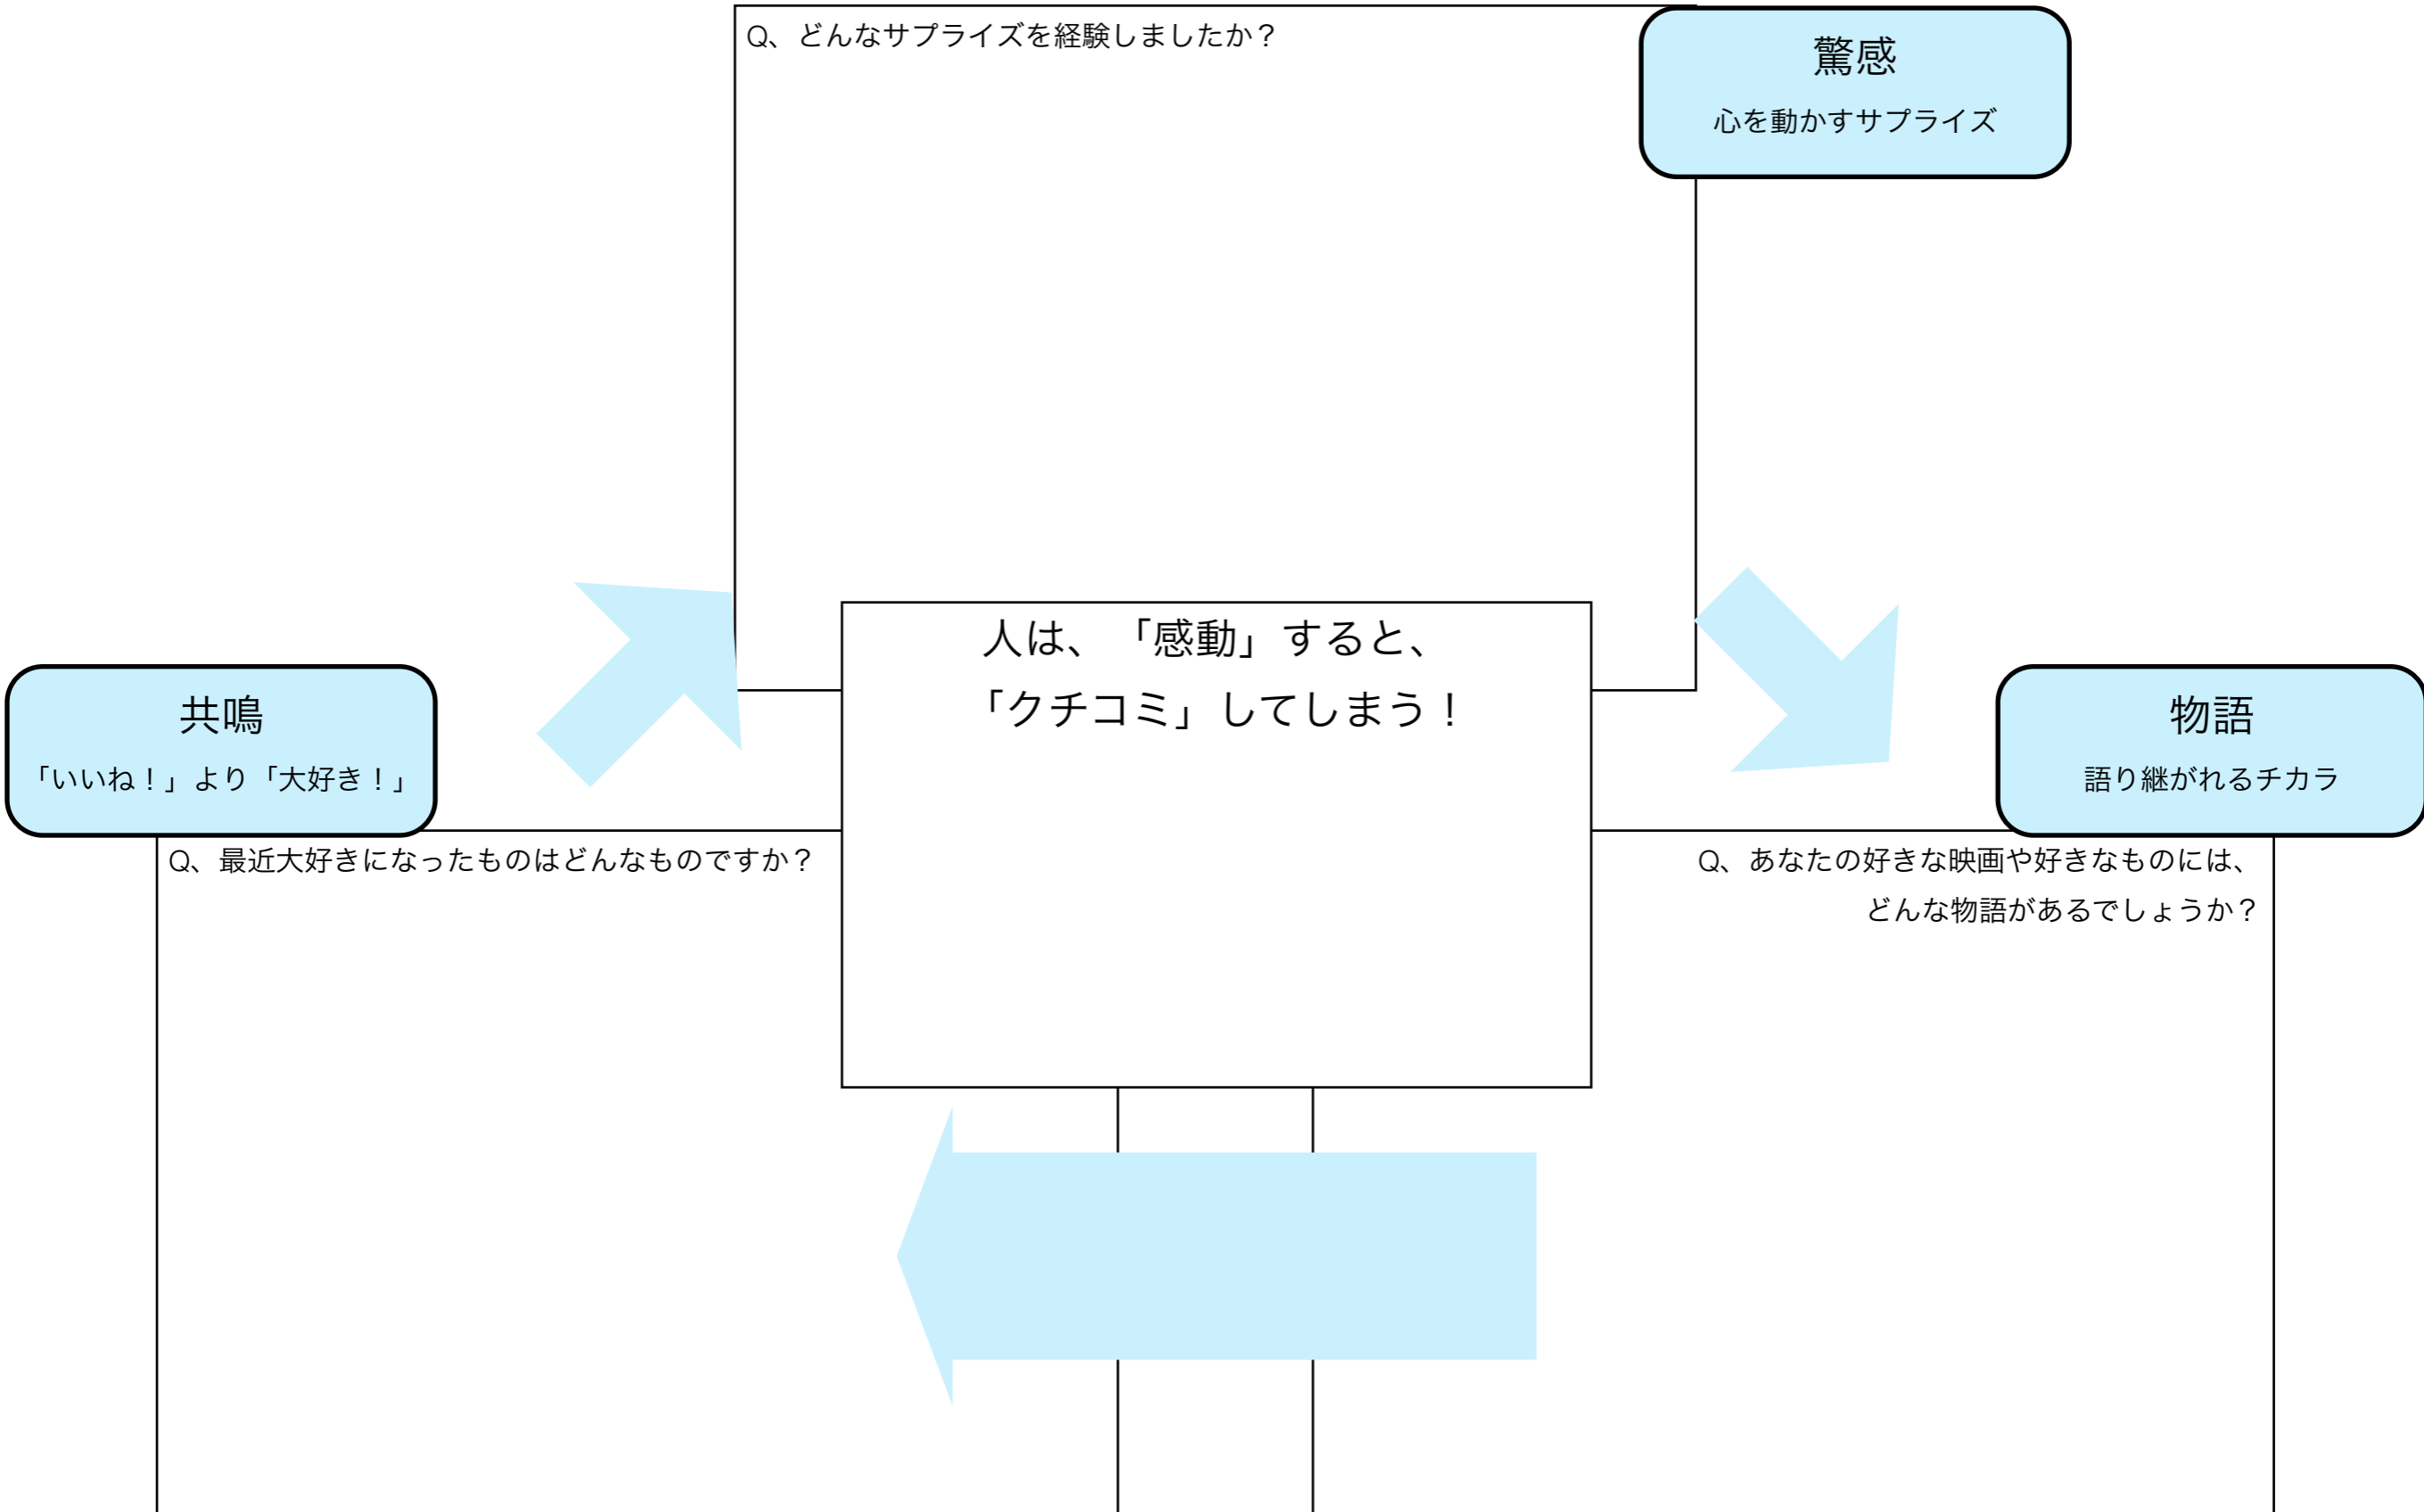 Q、どんなサプライズを経験しましたか？
驚感
心を動かすサプライズ
人は、「感動」すると、
「クチコミ」してしまう！
共鳴
「いいね！」より「大好き！」
物語
語り継がれるチカラ
Q、最近大好きになったものはどんなものですか？
Q、あなたの好きな映画や好きなものには、
どんな物語があるでしょうか？